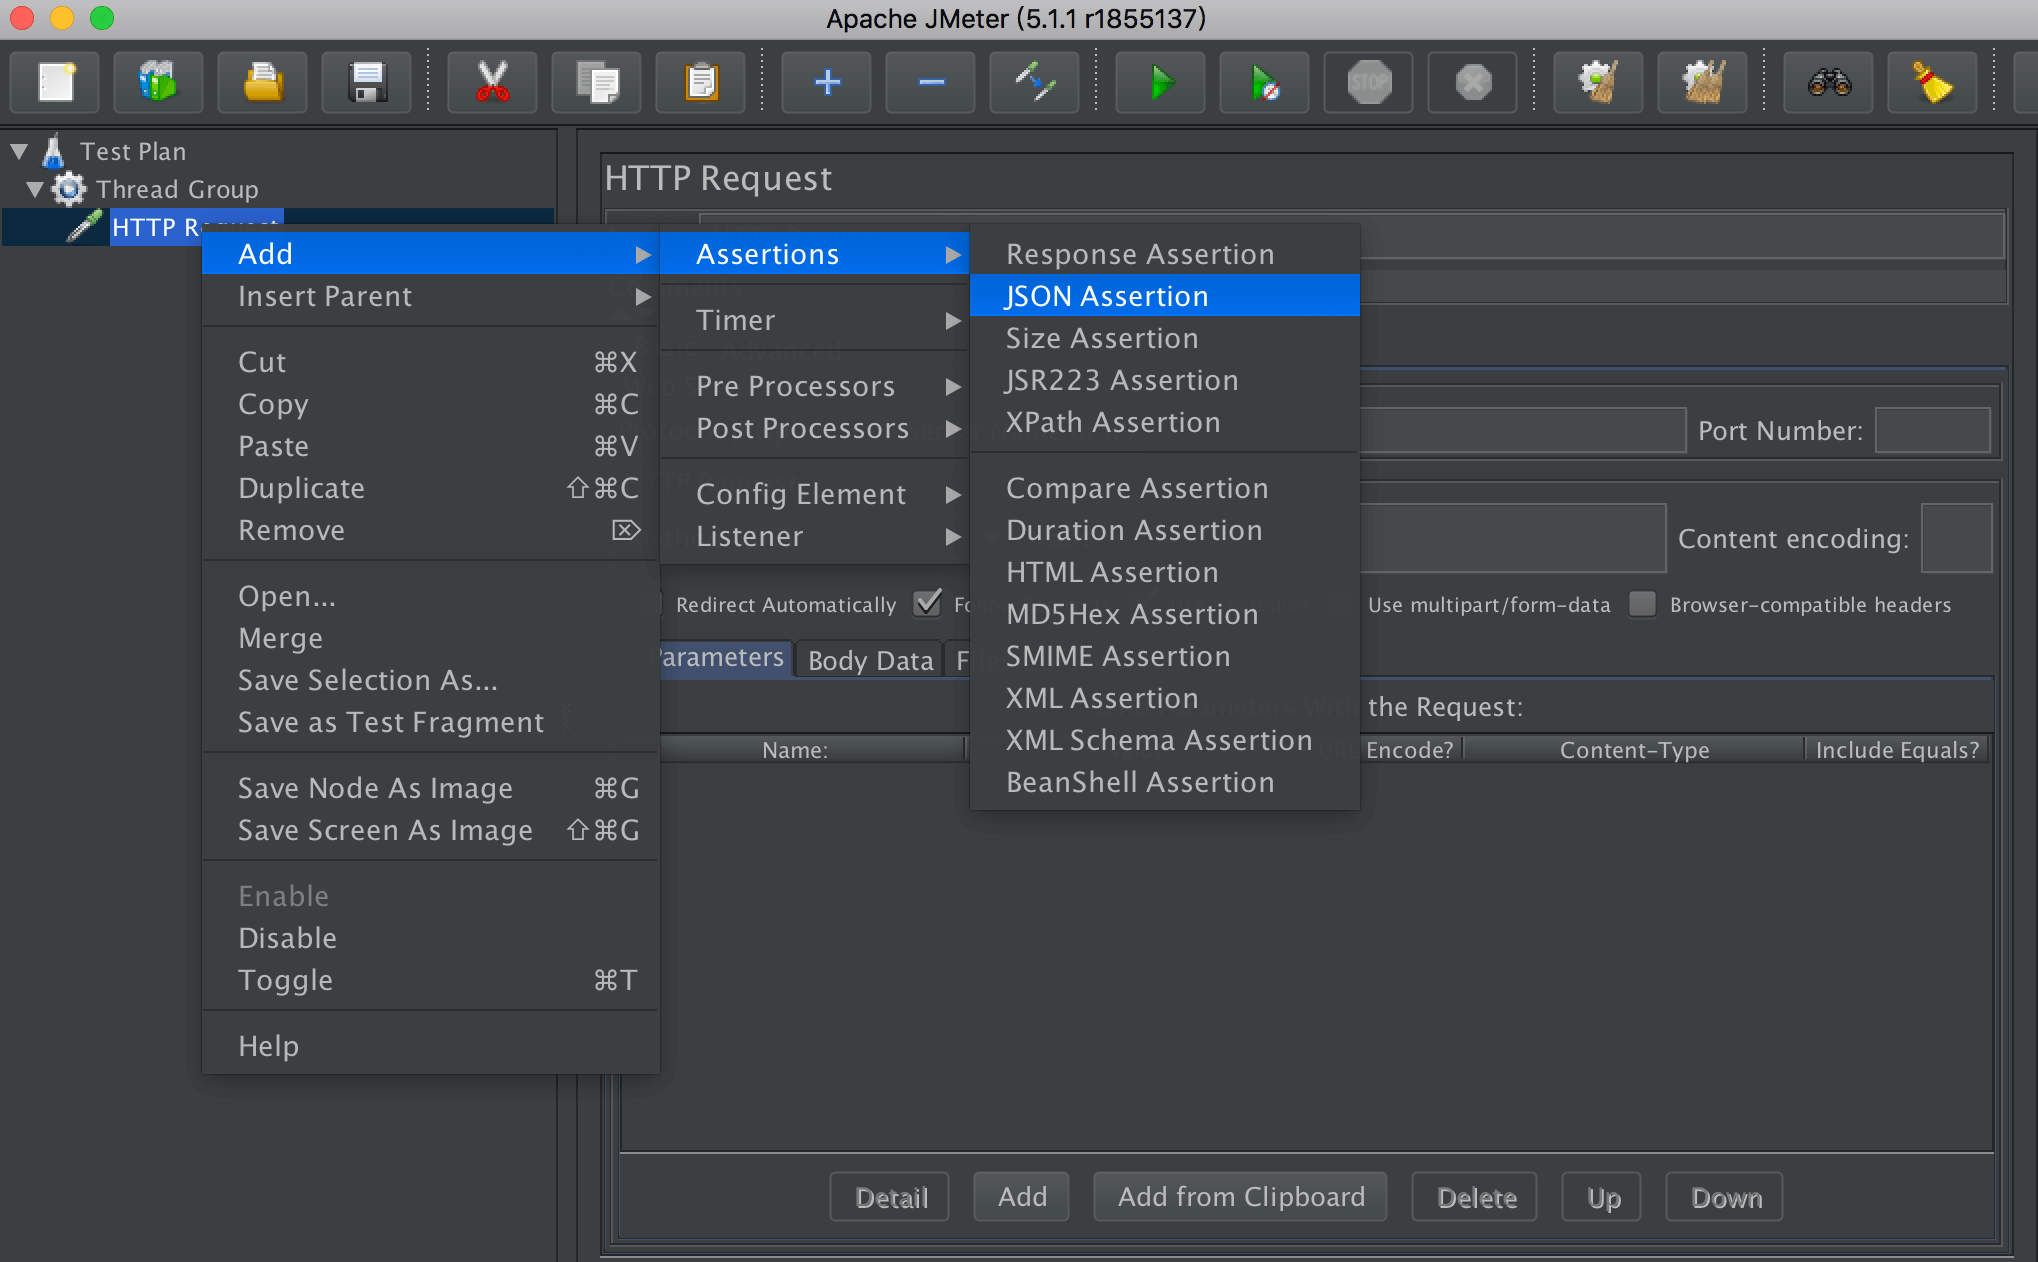 Apache JMeter (5.1.1 r1855137)
STOP
Test Plan
Thread Group
HTTP Request
HTTP Request
Add
Insert Parent
Cut ⌘X
Copy ⌘C
Paste ⌘V
Duplicate ⇧⌘C
Remove ⌦
Open...
Merge
Save Selection As...
Save as Test Fragment
Save Node As Image ⌘G
Save Screen As Image ⇧⌘G
Enable
Disable
Toggle ⌘T
Help
Assertions
Timer
Pre Processors
Post Processors
Config Element
Listener
Response Assertion
JSON Assertion
Size Assertion
JSR223 Assertion
XPath Assertion
Compare Assertion
Duration Assertion
HTML Assertion
MD5Hex Assertion
SMIME Assertion
XML Assertion
XML Schema Assertion
BeanShell Assertion
Advanced
Port Number:
Content encoding:
Redirect Automatically Use multipart/form-data Browser-compatible headers
Parameters Body Data
With the Request:
Name: Encode? Content-Type Include Equals?
Detail Add Add from Clipboard Delete Up Down